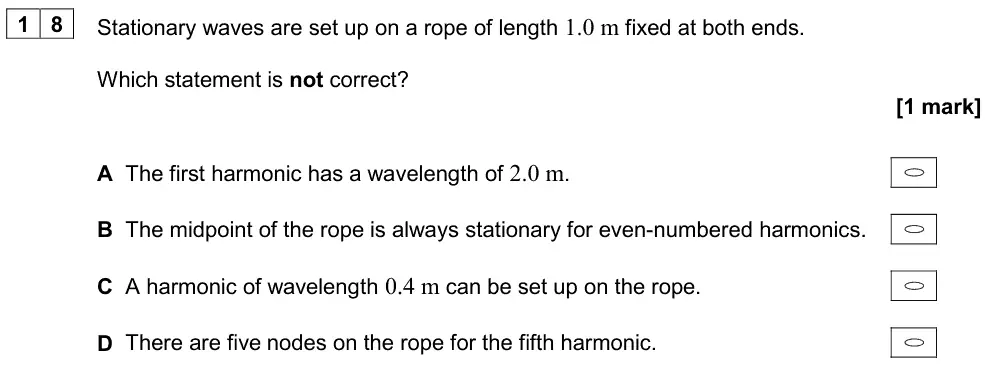 1 8 Stationary waves are set up on a rope of length 1.0 m fixed at both ends.
Which statement is not correct?
[1 mark]
A The first harmonic has a wavelength of 2.0 m.
B The midpoint of the rope is always stationary for even-numbered harmonics.
C A harmonic of wavelength 0.4 m can be set up on the rope.
D There are five nodes on the rope for the fifth harmonic.